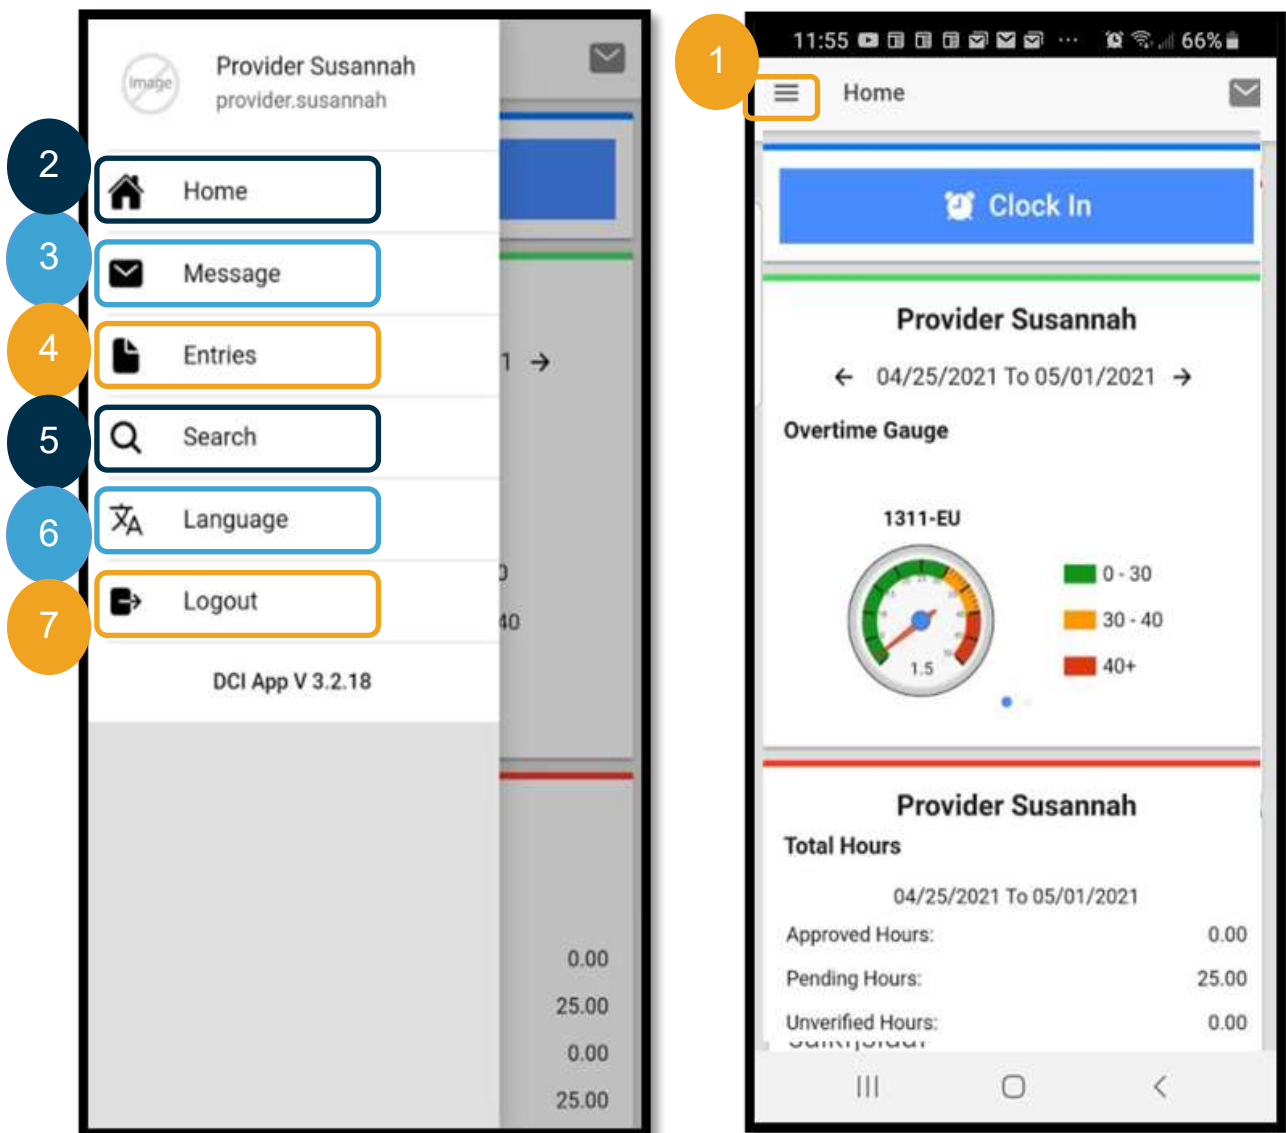 Image
Provider Susannah
provider.susannah
2
Home
3
Message
4
Entries
1 →
5
Search
6
Language
7
Logout
40
DCI App V 3.2.18
0.00
25.00
0.00
25.00
1
11:55
66%
Home
Clock In
Provider Susannah
← 04/25/2021 To 05/01/2021 →
Overtime Gauge
1311-EU
0 - 30
30 - 40
40+
1.5
Provider Susannah
Total Hours
04/25/2021 To 05/01/2021
Approved Hours: 0.00
Pending Hours: 25.00
Unverified Hours: 0.00